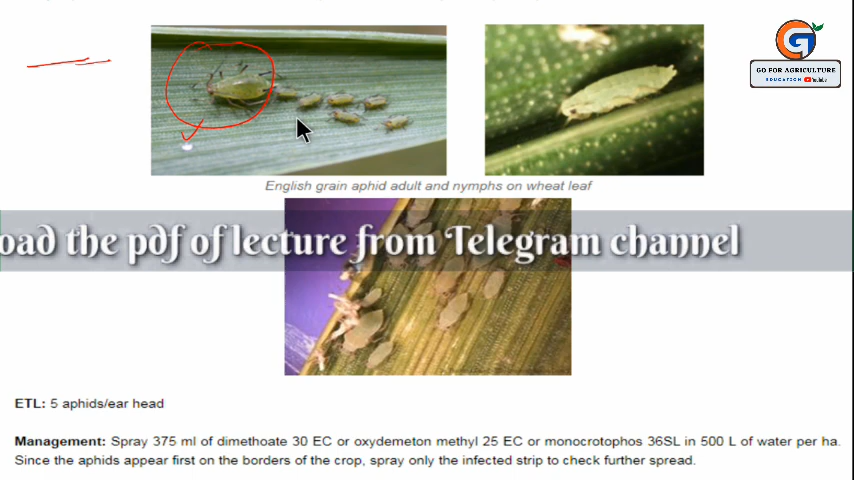 GO FOR AGRICULTURE
EDUCATION YouTube
English grain aphid adult and nymphs on wheat leaf
oad the pdf of lecture from Telegram channel
ETL: 5 aphids/ear head
Management: Spray 375 ml of dimethoate 30 EC or oxydemeton methyl 25 EC or monocrotophos 36SL in 500 L of water per ha.
Since the aphids appear first on the borders of the crop, spray only the infected strip to check further spread.